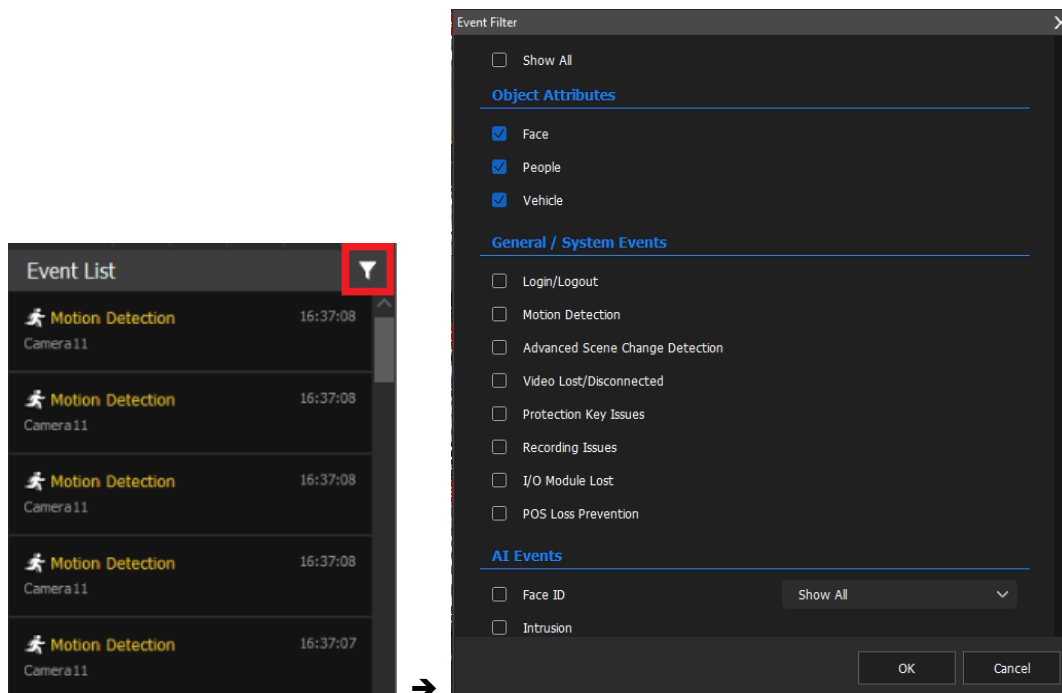 Event List
Motion Detection 16:37:08
Camera11
Motion Detection 16:37:08
Camera11
Motion Detection 16:37:08
Camera11
Motion Detection 16:37:08
Camera11
Motion Detection 16:37:07
Camera11
Event Filter
Show All
Object Attributes
Face
People
Vehicle
General / System Events
Login/Logout
Motion Detection
Advanced Scene Change Detection
Video Lost/Disconnected
Protection Key Issues
Recording Issues
I/O Module Lost
POS Loss Prevention
AI Events
Face ID Show All
Intrusion
OK Cancel